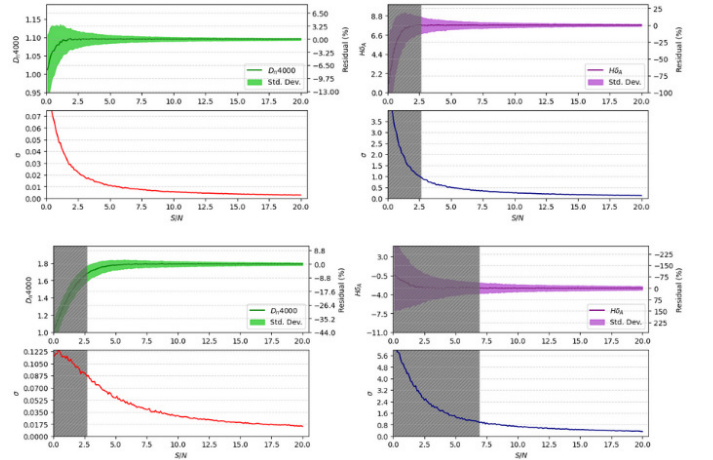 1.15
1.10
1.05
1.00
0.95
Dn4000
6.50
3.25
0.00
−3.25
−6.50
−9.75
−13.00
Residual (%)
Dn4000
Std. Dev.
0.07
0.06
0.05
0.04
0.03
0.02
0.01
0.00
σ
0.0 2.5 5.0 7.5 10.0 12.5 15.0 17.5 20.0
S/N
8.8
6.6
4.4
2.2
0.0
HδA
25
0
−25
−50
−75
−100
Residual (%)
HδA
Std. Dev.
3.5
3.0
2.5
2.0
1.5
1.0
0.5
0.0
σ
0.0 2.5 5.0 7.5 10.0 12.5 15.0 17.5 20.0
S/N
1.8
1.6
1.4
1.2
1.0
Dn4000
8.8
0.0
−8.8
−17.6
−26.4
−35.2
−44.0
Residual (%)
Dn4000
Std. Dev.
0.1225
0.1050
0.0875
0.0700
0.0525
0.0350
0.0175
0.0000
σ
0.0 2.5 5.0 7.5 10.0 12.5 15.0 17.5 20.0
S/N
3.0
−0.5
−4.0
−7.5
−11.0
HδA
−225
−150
−75
0
75
150
225
Residual (%)
HδA
Std. Dev.
5.6
4.8
4.0
3.2
2.4
1.6
0.8
0.0
σ
0.0 2.5 5.0 7.5 10.0 12.5 15.0 17.5 20.0
S/N